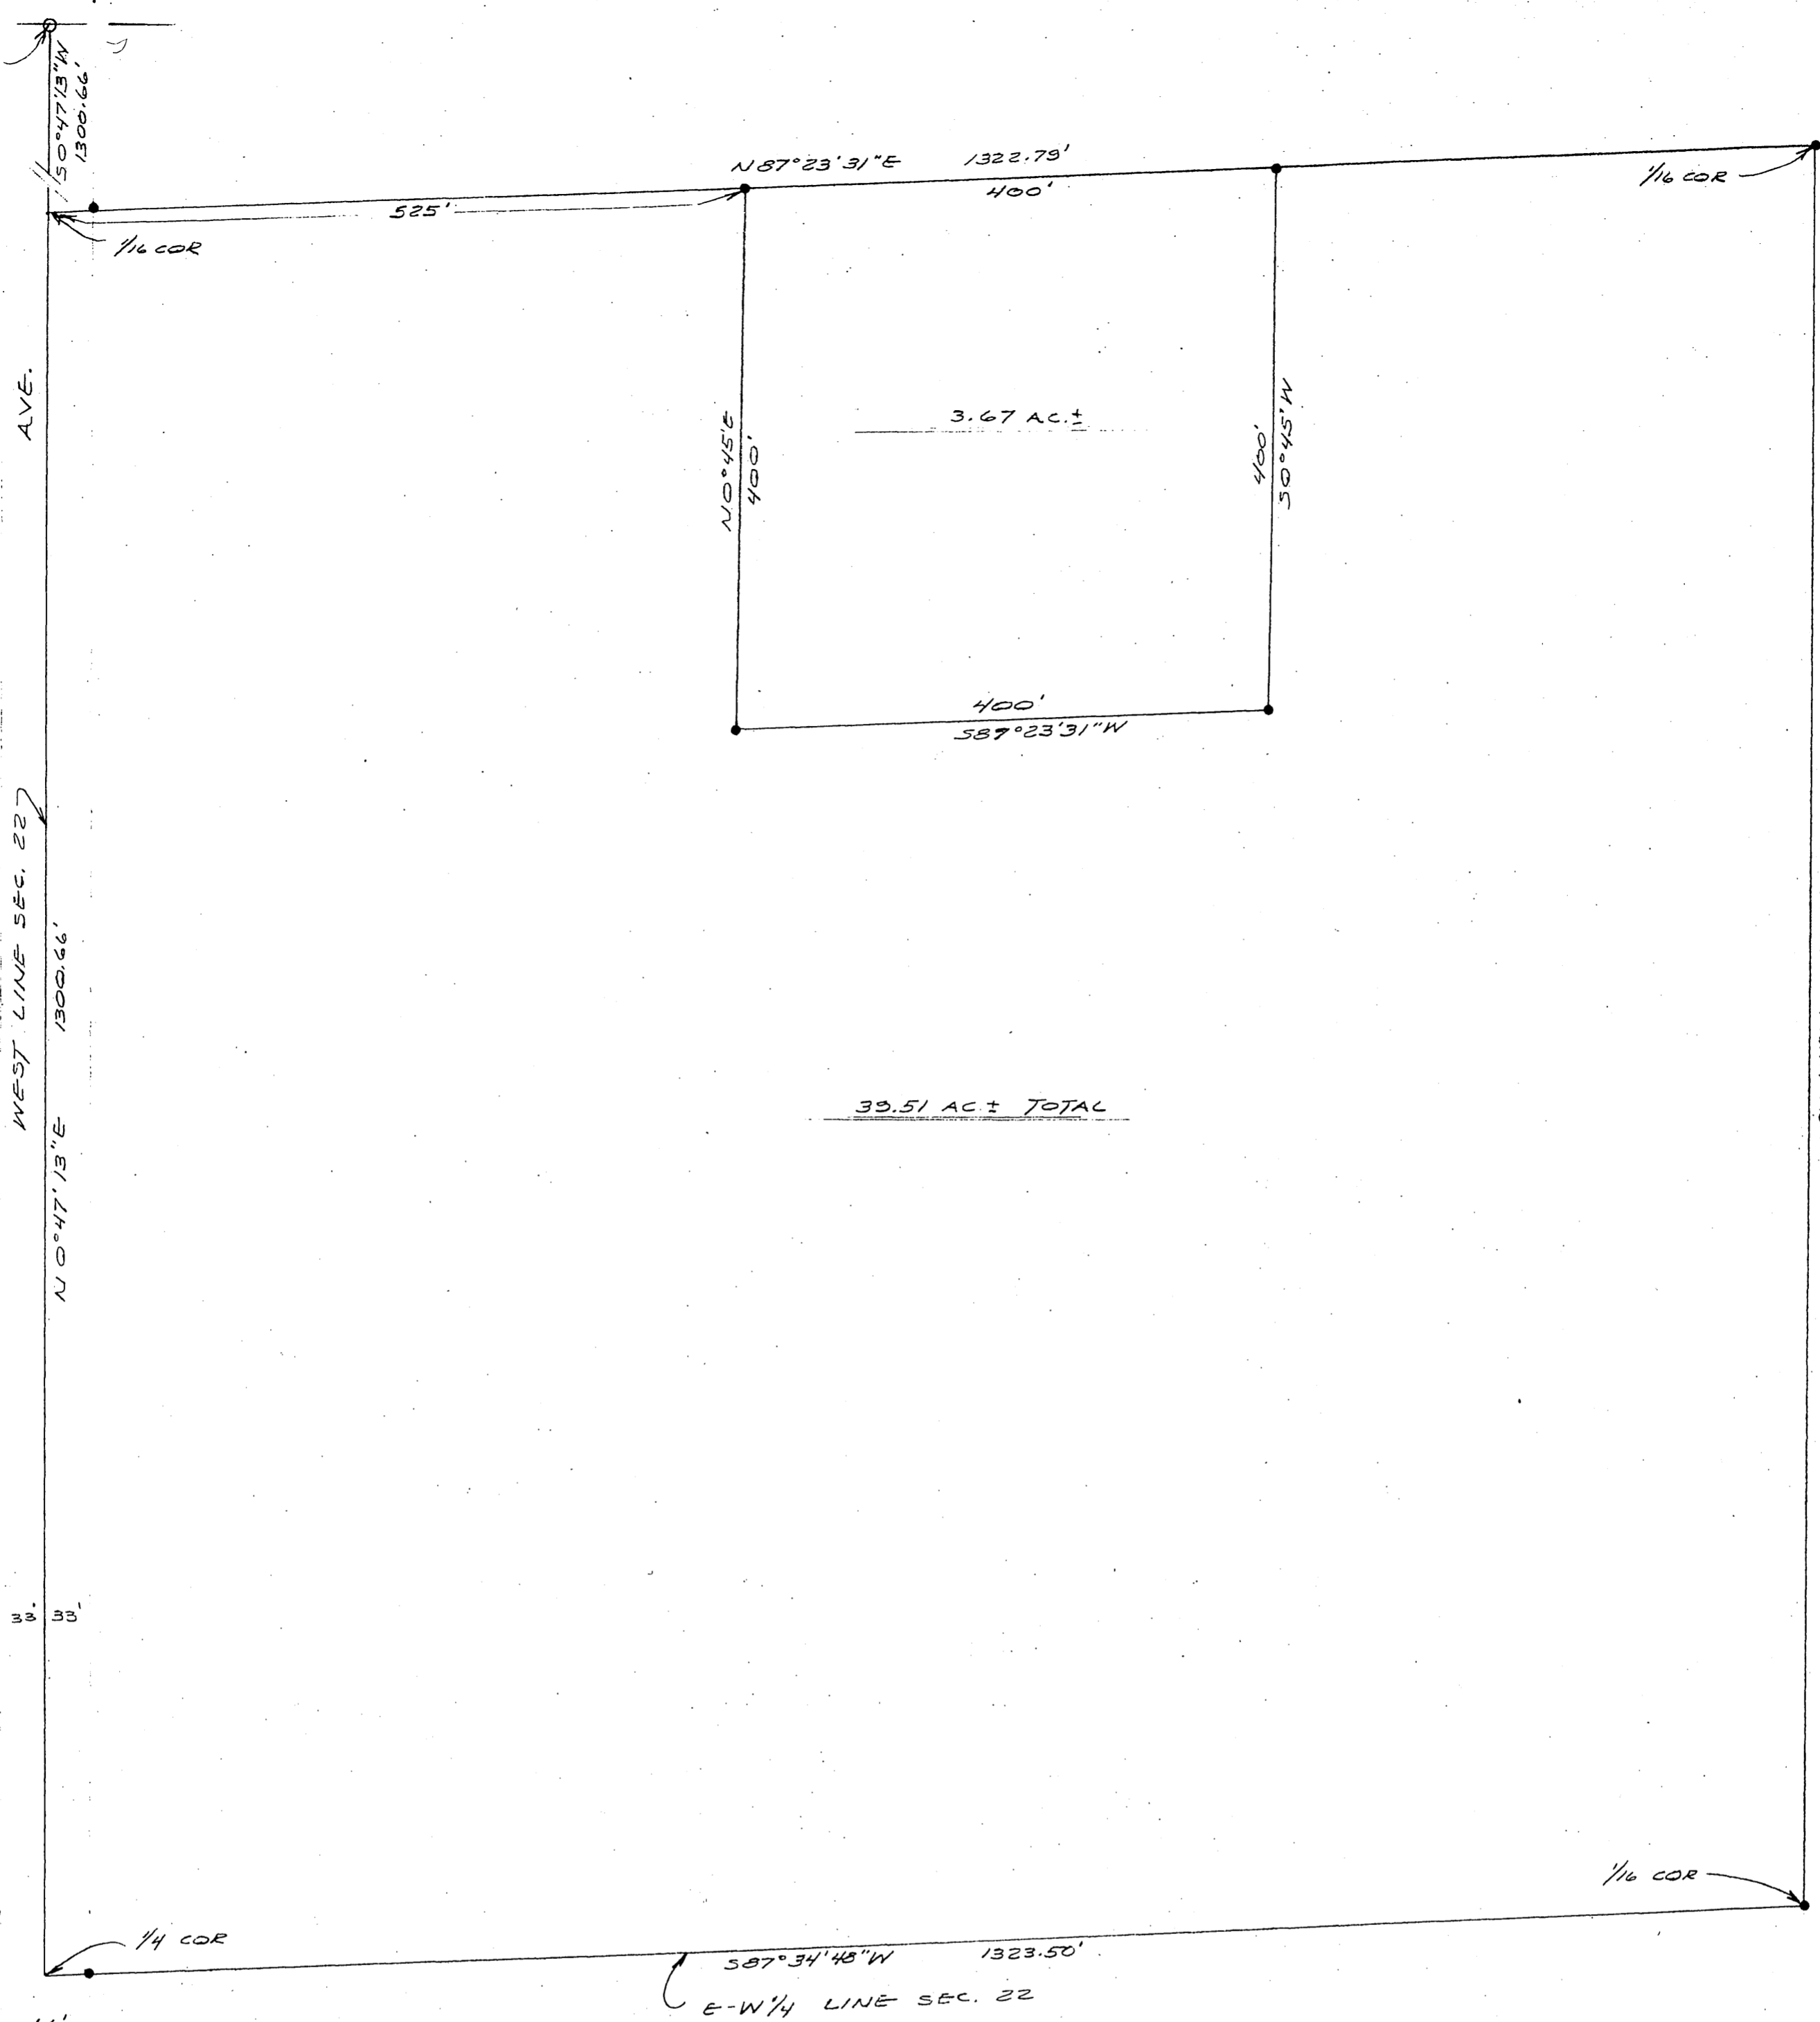 S0°47'13"W
1300.66'
N87°23'31"E 1322.79'
1/16 COR
525'
400'
1/16 COR
AVE.
3.67 AC.±
N0°45'E
400'
400'
S0°45'W
400'
S87°23'31"W
WEST LINE SEC. 22
N0°47'13"E 1300.66'
39.51 AC.± TOTAL
33' 33'
1/16 COR
1/4 COR
S87°34'48"W 1323.50'
E-W 1/4 LINE SEC. 22